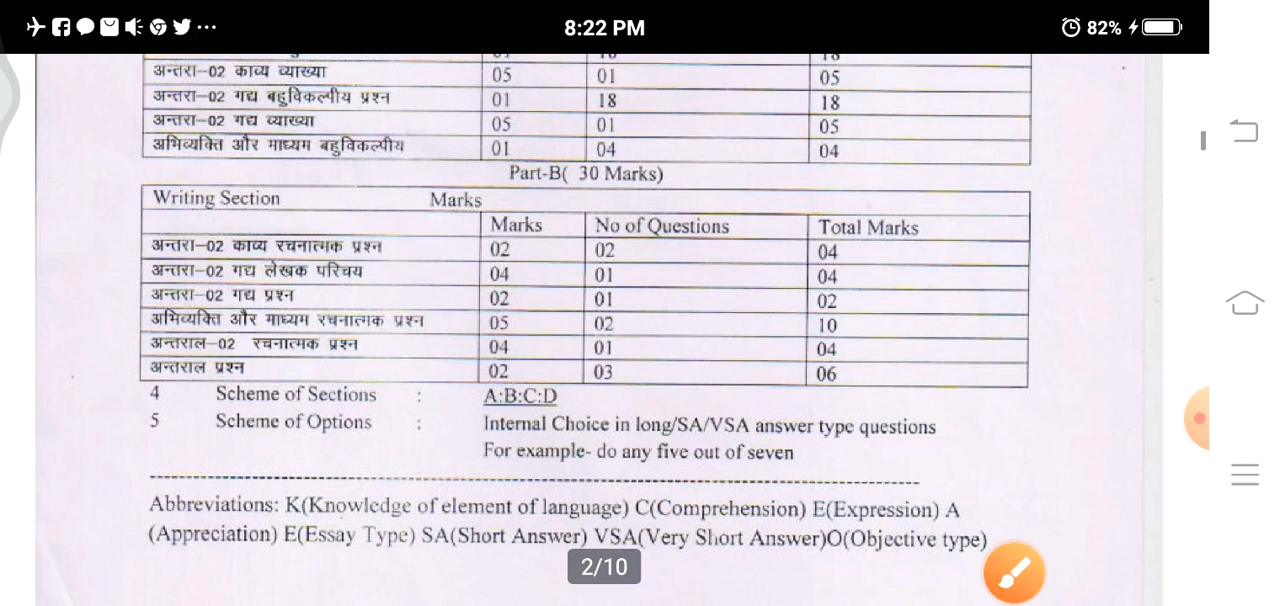 8:22 PM
82%
अन्तरा–02 काव्य व्याख्या 05 01 05
अन्तरा–02 गद्य बहुविकल्पीय प्रश्न 01 18 18
अन्तरा–02 गद्य व्याख्या 05 01 05
अभिव्यक्ति और माध्यम बहुविकल्पीय 01 04 04
Part-B( 30 Marks)
Writing Section Marks
Marks No of Questions Total Marks
अन्तरा–02 काव्य रचनात्मक प्रश्न 02 02 04
अन्तरा–02 गद्य लेखक परिचय 04 01 04
अन्तरा–02 गद्य प्रश्न 02 01 02
अभिव्यक्ति और माध्यम रचनात्मक प्रश्न 05 02 10
अन्तराल–02 रचनात्मक प्रश्न 04 01 04
अन्तराल प्रश्न 02 03 06
4 Scheme of Sections : A:B:C:D
5 Scheme of Options : Internal Choice in long/SA/VSA answer type questions
For example- do any five out of seven
Abbreviations: K(Knowledge of element of language) C(Comprehension) E(Expression) A
(Appreciation) E(Essay Type) SA(Short Answer) VSA(Very Short Answer)O(Objective type)
2/10